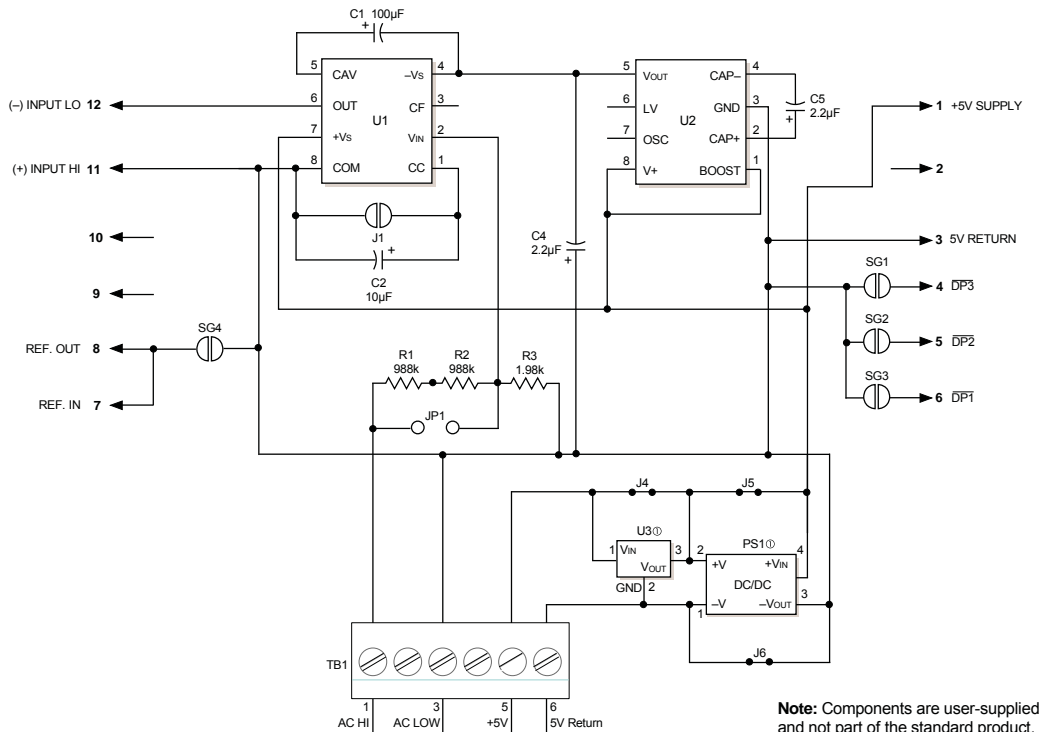 C1 100µF
+
5 CAV –VS 4
6 OUT CF 3
U1
7 +VS VIN 2
8 COM CC 1
J1
+
C2
10µF
5 VOUT CAP– 4
6 LV GND 3
U2
7 OSC CAP+ 2
8 V+ BOOST 1
C5
2.2µF
+
C4
2.2µF
+
(–) INPUT LO 12
(+) INPUT HI 11
10
9
SG4
REF. OUT 8
REF. IN 7
1 +5V SUPPLY
2
3 5V RETURN
SG1
4 DP3
SG2
5 DP2
SG3
6 DP1
R1 R2 R3
988k 988k 1.98k
JP1
J4 J5
U3①
1 VIN 3
VOUT
GND 2
PS1①
2 +V +VIN 4
DC/DC
1 –V –VOUT 3
J6
TB1
1 3 5 6
AC HI AC LOW +5V 5V Return
Note: Components are user-supplied
and not part of the standard product.